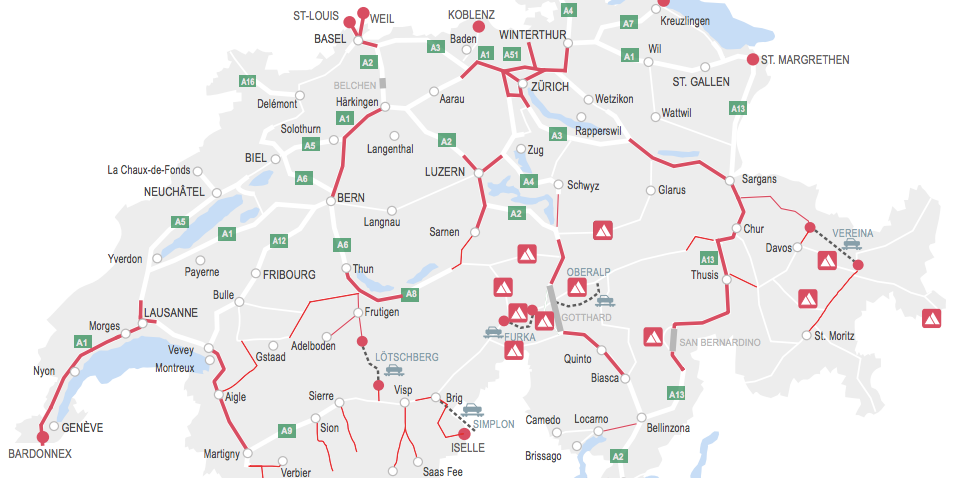 A4
ST-LOUIS
WEIL
KOBLENZ
A7
Kreuzlingen
BASEL
A3
Baden
A1
A51
WINTERTHUR
Wil
A1
ST. GALLEN
ST. MARGRETHEN
A2
BELCHEN
A16
Delémont
Härkingen
Aarau
ZÜRICH
Wetzikon
A13
A1
Solothurn
Langenthal
A2
A3
Rapperswil
Wattwil
A5
BIEL
Zug
La Chaux-de-Fonds
A6
LUZERN
A4
Schwyz
Glarus
Sargans
NEUCHÂTEL
BERN
A5
A1
A12
A6
Langnau
Sarnen
A2
Chur
VEREINA
Davos
Yverdon
Payerne
FRIBOURG
Thun
OBERALP
A13
Thusis
Bulle
A8
LAUSANNE
Frutigen
GOTTHARD
Morges
A1
Adelboden
FURKA
SAN BERNARDINO
St. Moritz
Vevey
Gstaad
LÖTSCHBERG
Quinto
Montreux
Nyon
Biasca
Aigle
Sierre
Visp
Brig
A13
GENÈVE
A9
Sion
SIMPLON
Camedo
Locarno
Bellinzona
BARDONNEX
ISELLE
Martigny
Brissago
A2
Verbier
Saas Fee